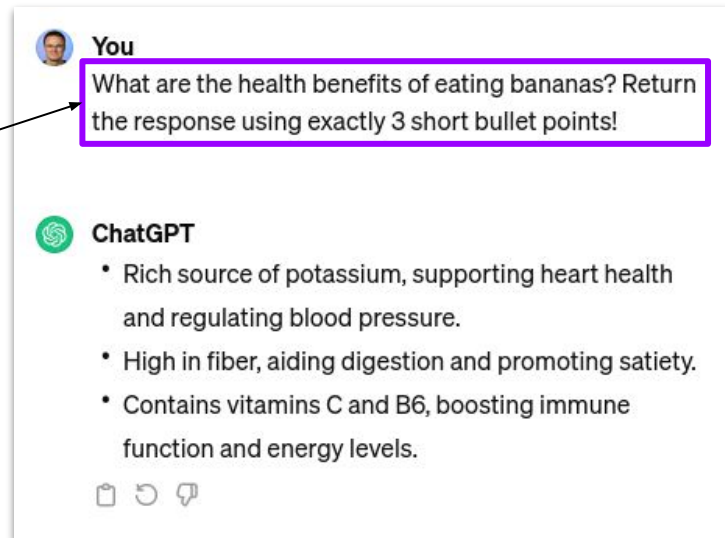 You
What are the health benefits of eating bananas? Return
the response using exactly 3 short bullet points!
ChatGPT
• Rich source of potassium, supporting heart health
and regulating blood pressure.
• High in fiber, aiding digestion and promoting satiety.
• Contains vitamins C and B6, boosting immune
function and energy levels.